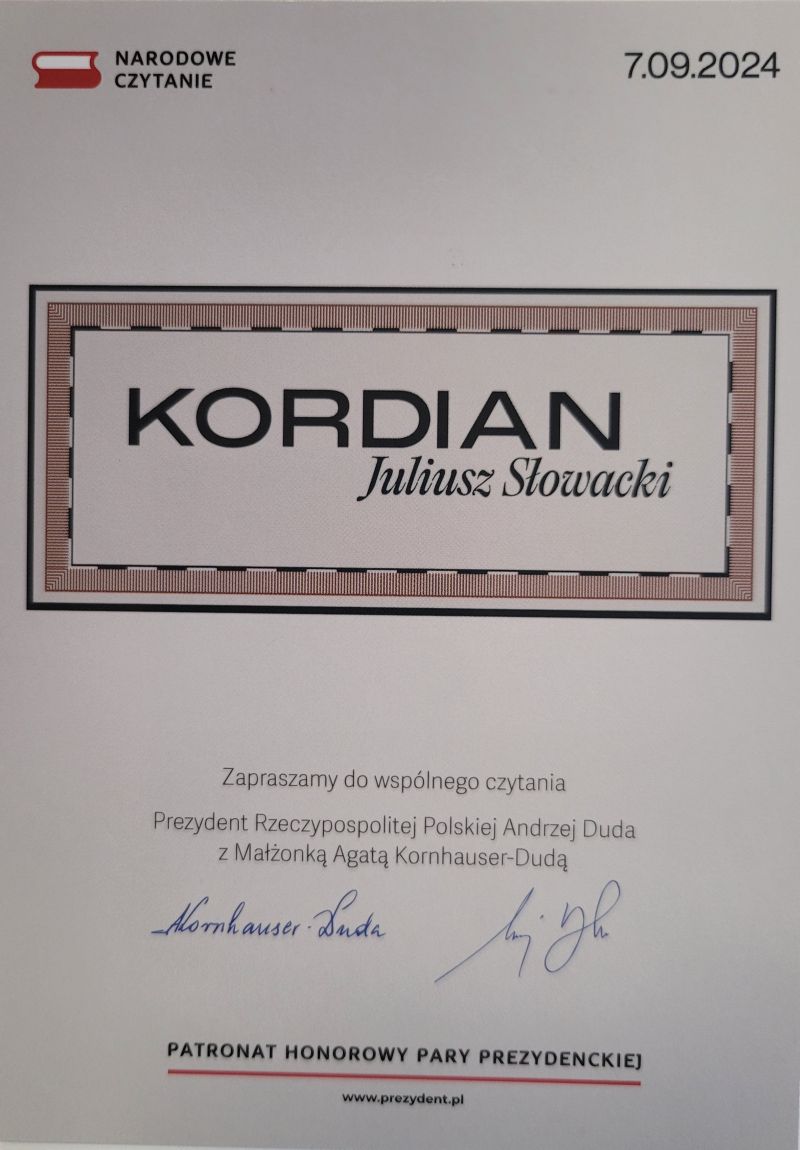 NARODOWE
CZYTANIE
7.09.2024
KORDIAN
Juliusz Słowacki
Zapraszamy do wspólnego czytania
Prezydent Rzeczypospolitej Polskiej Andrzej Duda
z Małżonką Agatą Kornhauser-Dudą
AKornhauser-Duda
PATRONAT HONOROWY PARY PREZYDENCKIEJ
www.prezydent.pl